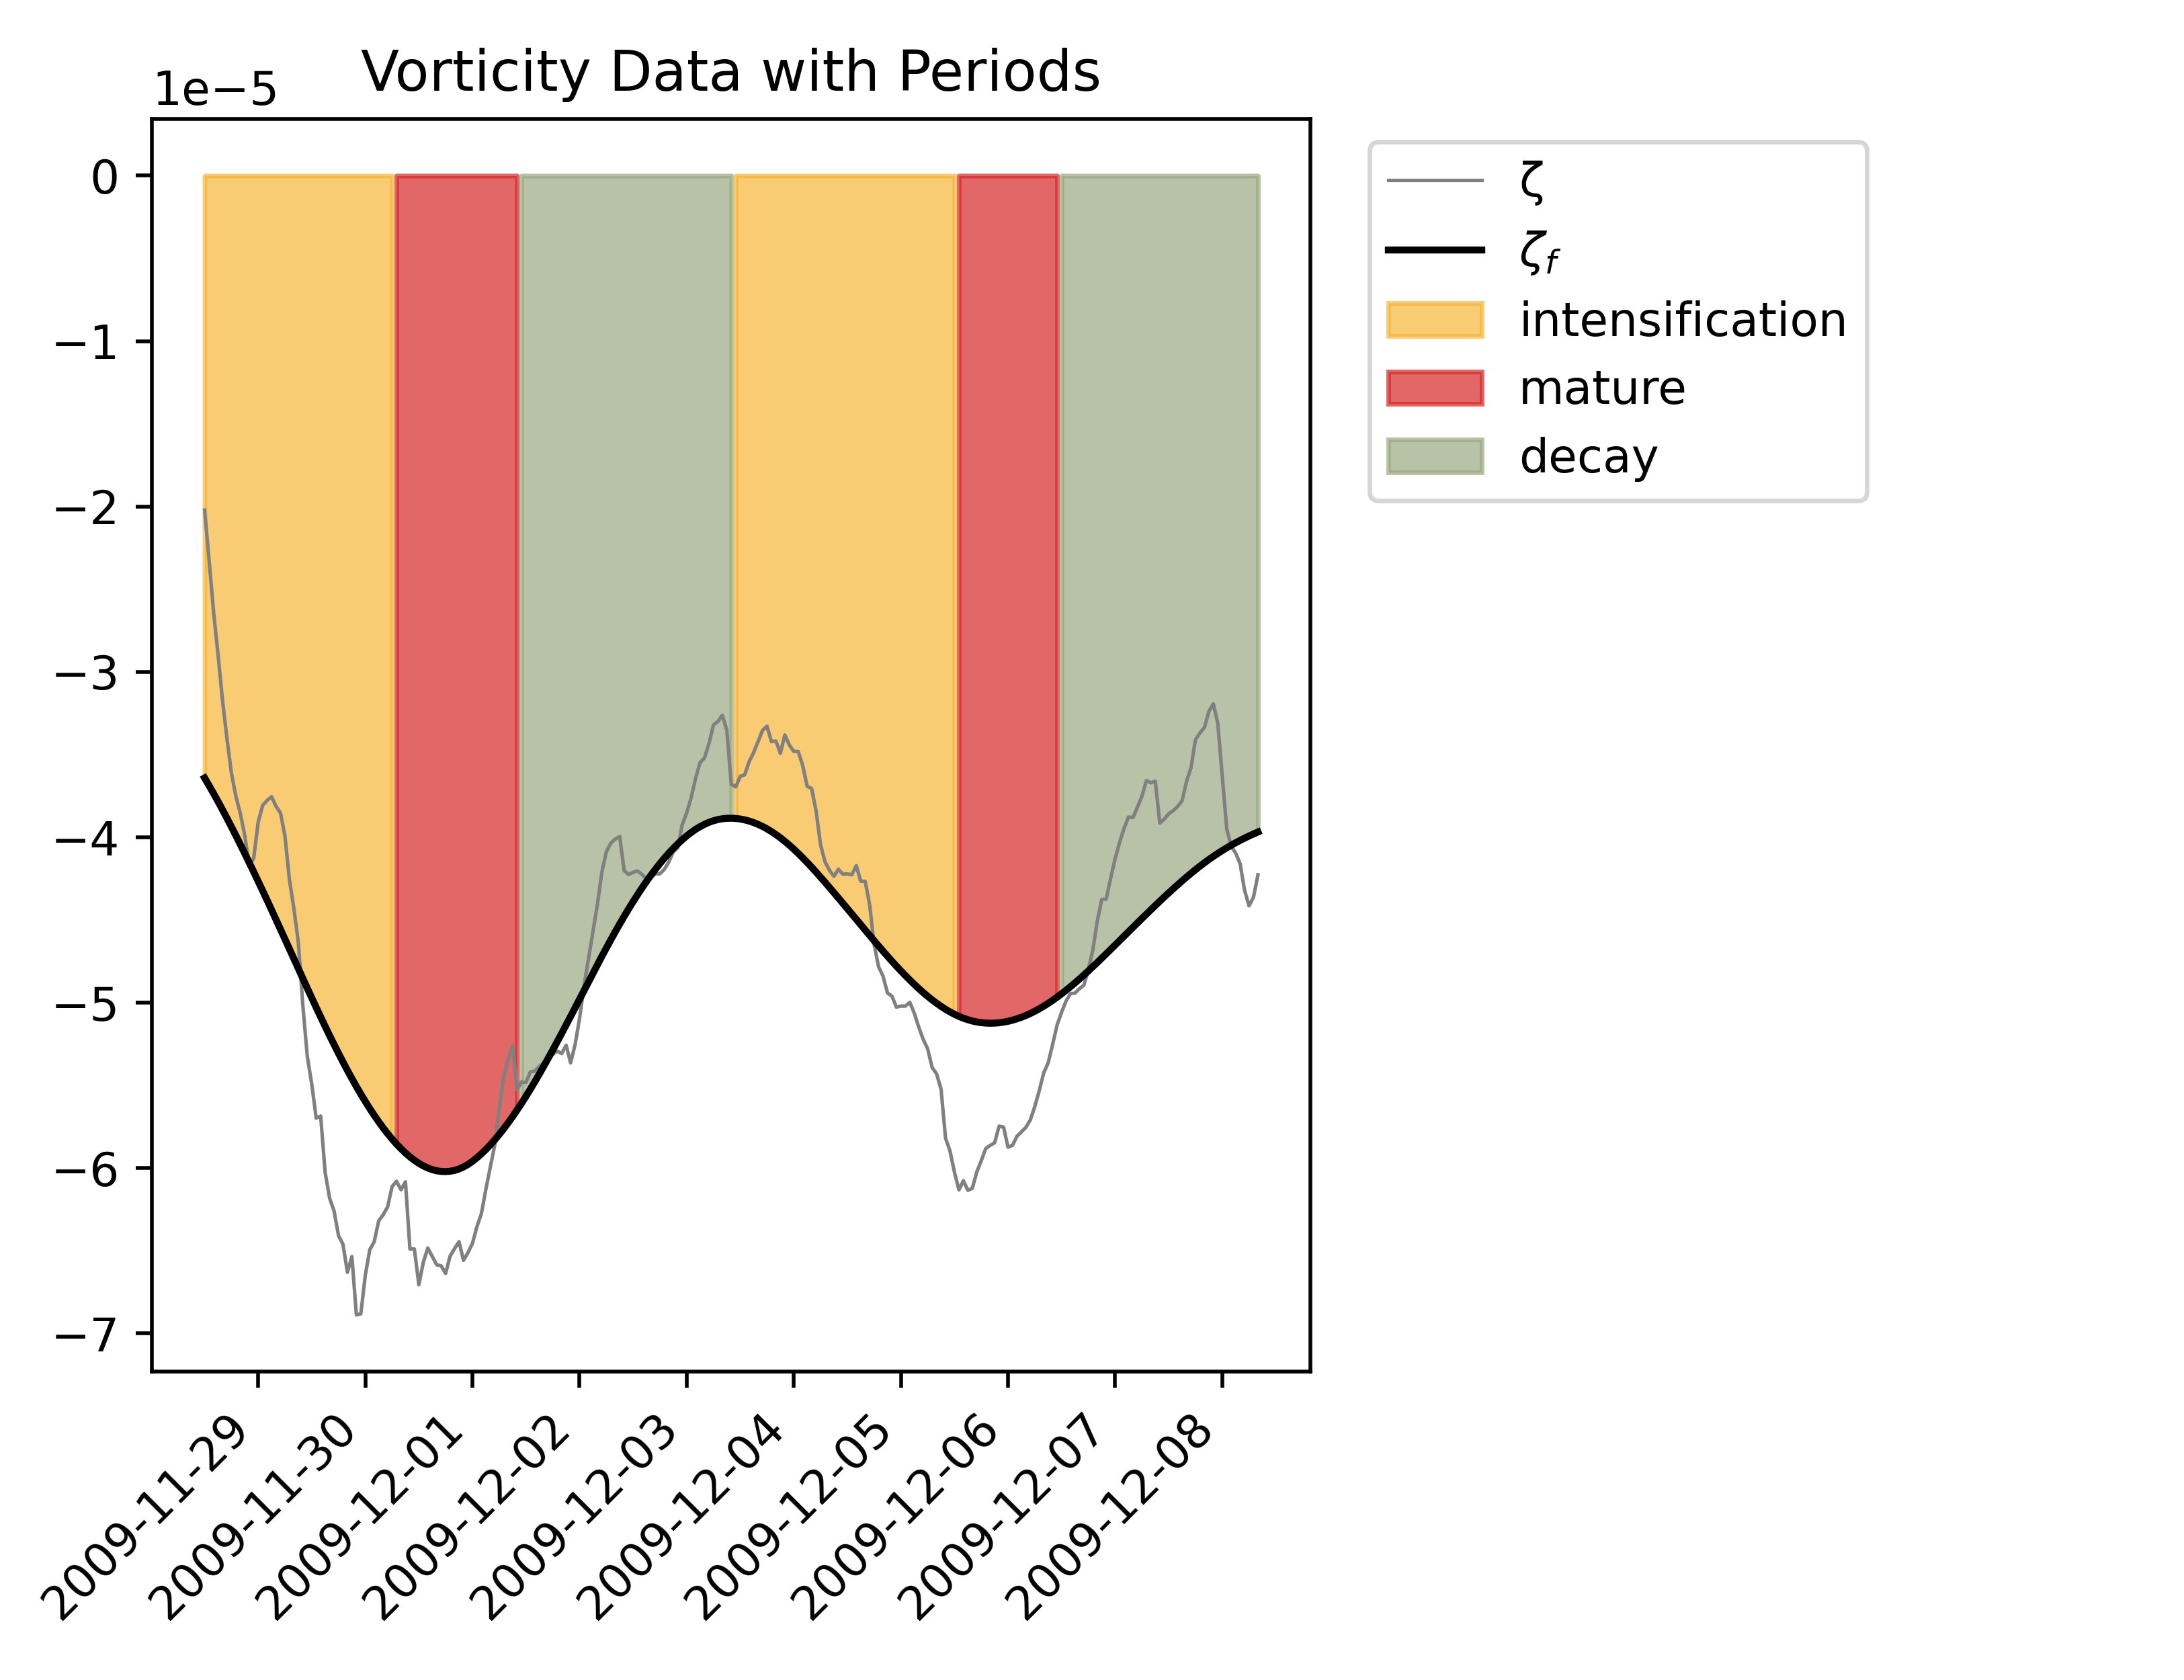 Vorticity Data with Periods
1e−5
0
−1
−2
−3
−4
−5
−6
−7
2009-11-29
2009-11-30
2009-12-01
2009-12-02
2009-12-03
2009-12-04
2009-12-05
2009-12-06
2009-12-07
2009-12-08
ζ
ζf
intensification
mature
decay